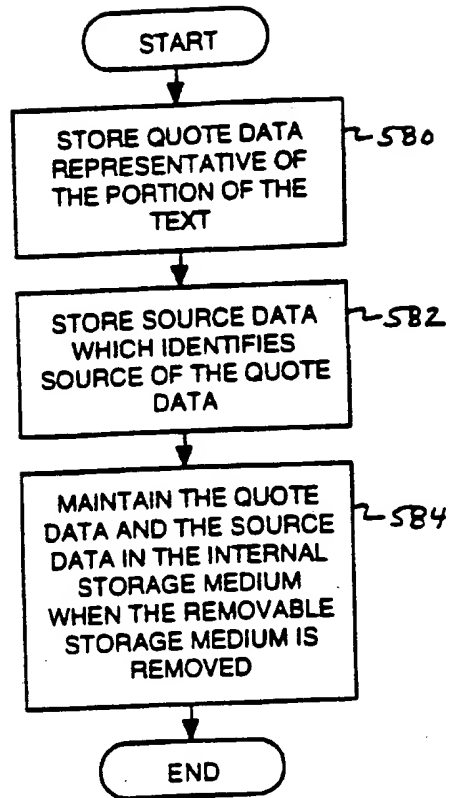 START
STORE QUOTE DATA
REPRESENTATIVE OF
THE PORTION OF THE
TEXT
580
STORE SOURCE DATA
WHICH IDENTIFIES
SOURCE OF THE QUOTE
DATA
582
MAINTAIN THE QUOTE
DATA AND THE SOURCE
DATA IN THE INTERNAL
STORAGE MEDIUM
WHEN THE REMOVABLE
STORAGE MEDIUM IS
REMOVED
584
END